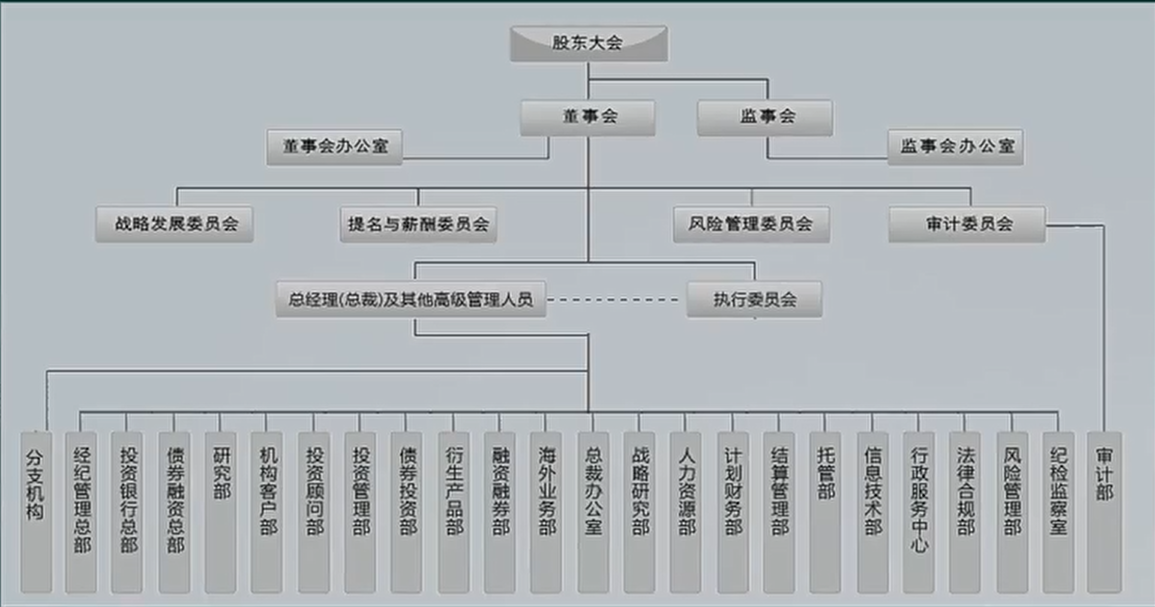 股东大会
董事会
监事会
董事会办公室
监事会办公室
战略发展委员会
提名与薪酬委员会
风险管理委员会
审计委员会
总经理(总裁)及其他高级管理人员
执行委员会
分支机构
经纪管理总部
投资银行总部
债券融资总部
研究部
机构客户部
投资顾问部
投资管理部
债券投资部
衍生产品部
融资融券部
海外业务部
总裁办公室
战略研究部
人力资源部
计划财务部
结算管理部
托管部
信息技术部
行政服务中心
法律合规部
风险管理部
纪检监察室
审计部